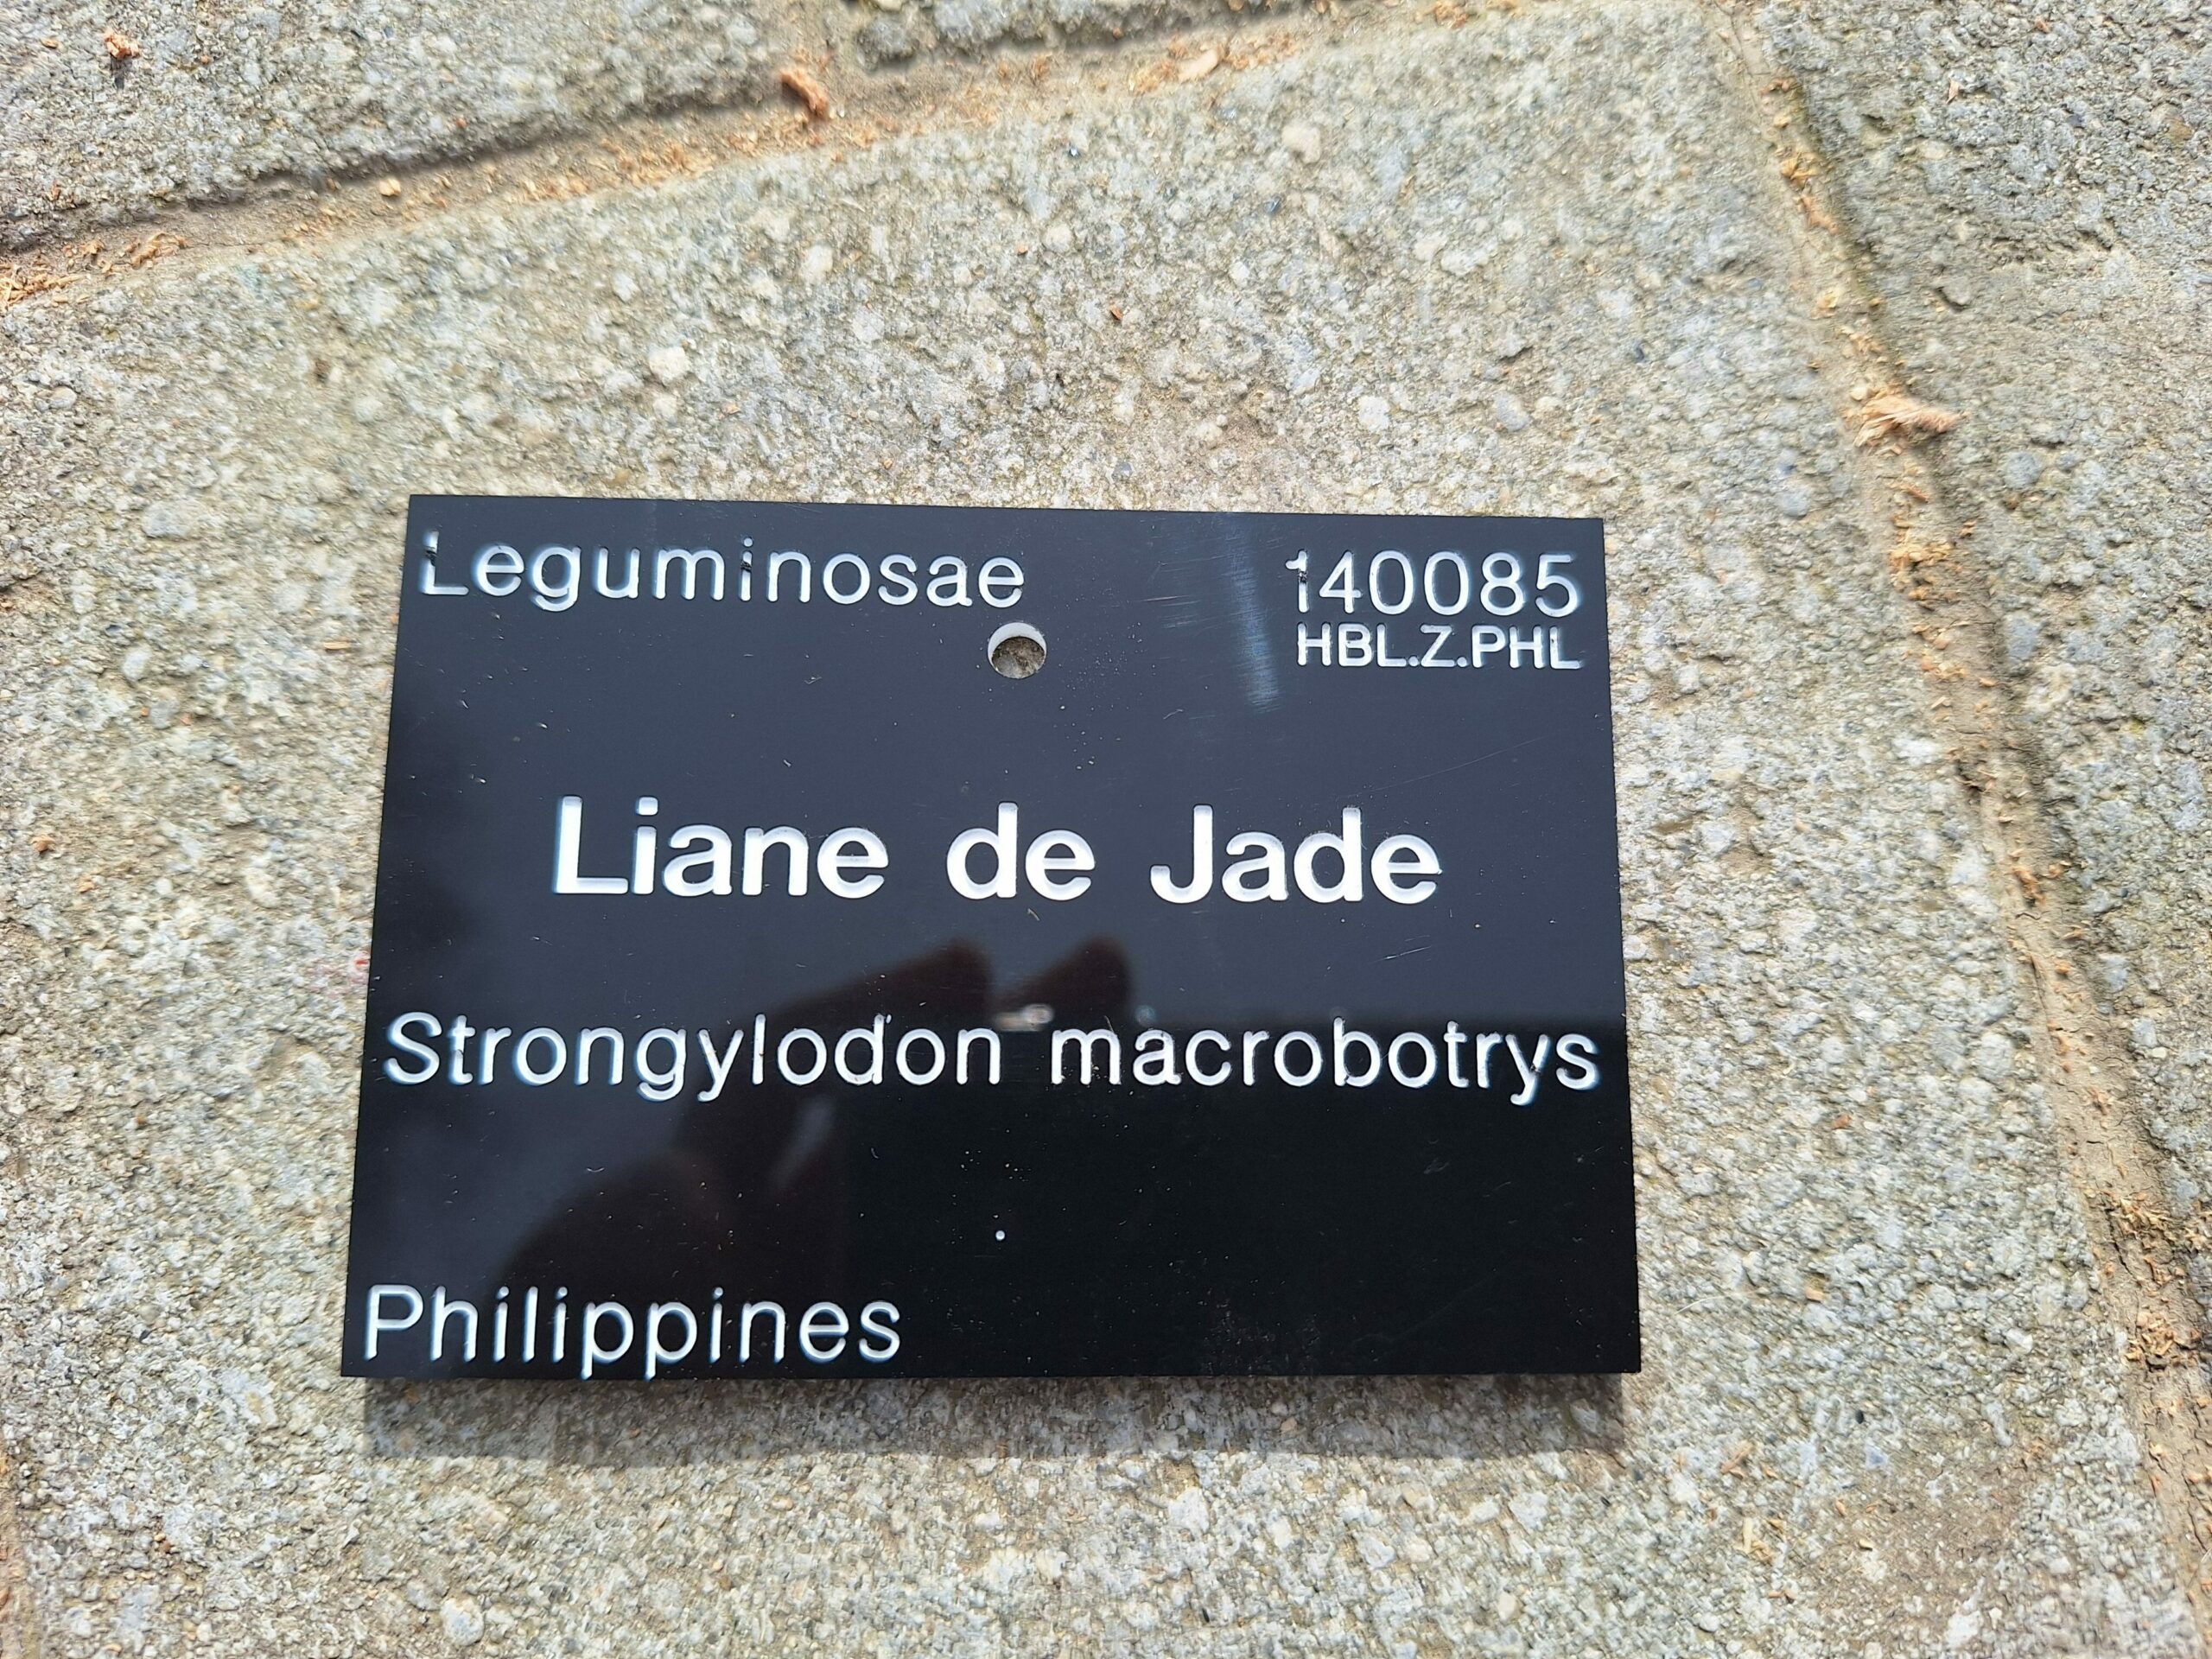 Leguminosae 140085
HBL.Z.PHL
Liane de Jade
Strongylodon macrobotrys
Philippines